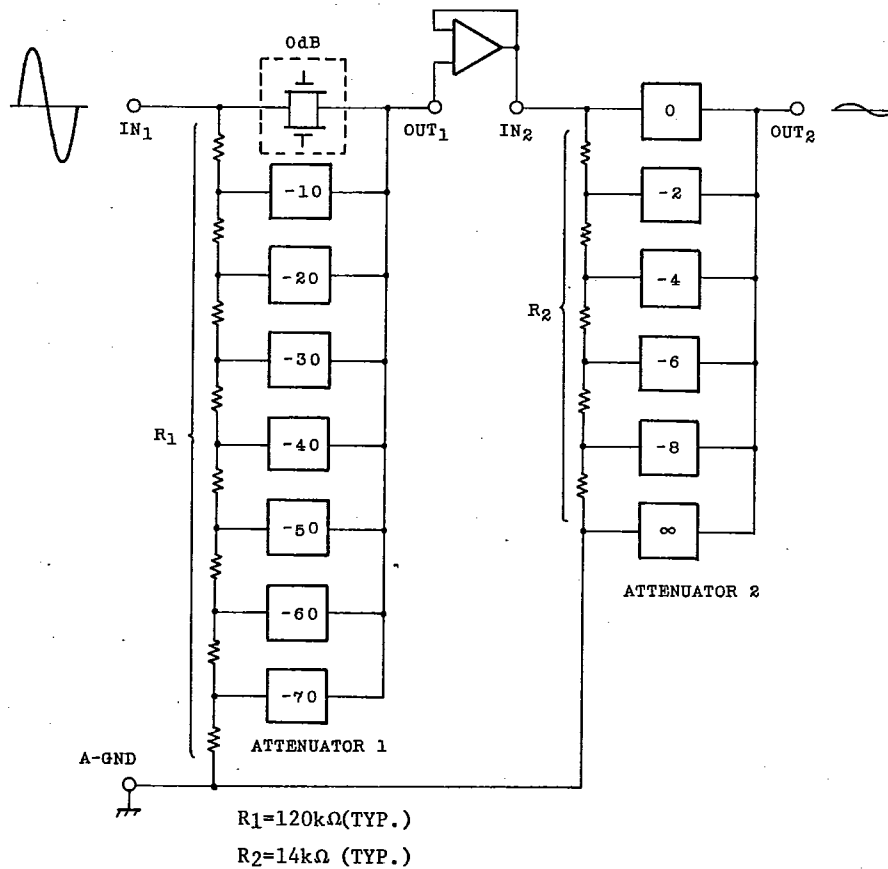 0dB
IN1
OUT1
IN2
0
OUT2
-10
-2
-20
-4
R2
-30
-6
R1
-40
-8
-50
∞
ATTENUATOR 2
-60
-70
A-GND
ATTENUATOR 1
R1=120kΩ(TYP.)
R2=14kΩ (TYP.)